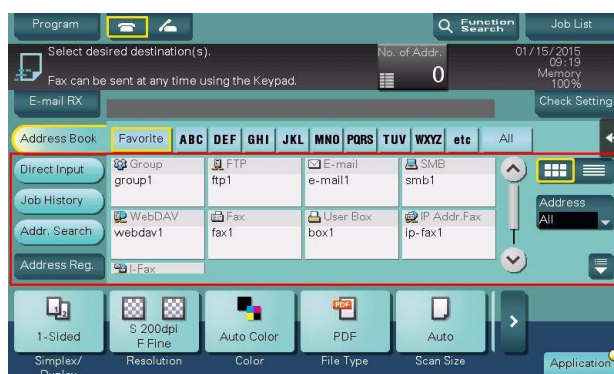 Program
Function
Search
Job List
Select desired destination(s).
Fax can be sent at any time using the Keypad.
No. of Addr.
0
01/15/2015
09:19
Memory
100%
E-mail RX
Check Setting
Address Book
Favorite
ABC
DEF
GHI
JKL
MNO
PQRS
TUV
WXYZ
etc
All
Direct Input
Group
group1
FTP
ftp1
E-mail
e-mail1
SMB
smb1
Job History
Address
All
Addr. Search
WebDAV
webdav1
Fax
fax1
User Box
box1
IP Addr.Fax
ip-fax1
Address Reg.
I-Fax
1-Sided
S 200dpi
F Fine
Auto Color
PDF
Auto
Simplex/
Duplex
Resolution
Color
File Type
Scan Size
Application